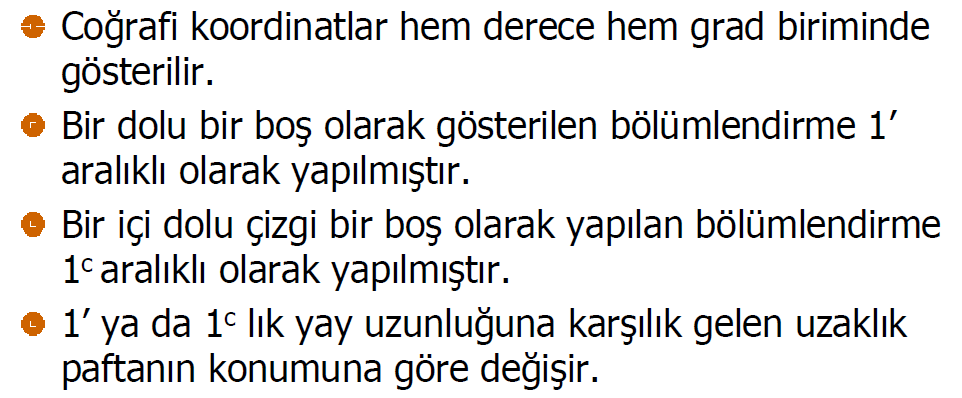 Coğrafi koordinatlar hem derece hem grad biriminde
gösterilir.
Bir dolu bir boş olarak gösterilen bölümlendirme 1′
aralıklı olarak yapılmıştır.
Bir içi dolu çizgi bir boş olarak yapılan bölümlendirme
1ᶜ aralıklı olarak yapılmıştır.
1′ ya da 1ᶜ lık yay uzunluğuna karşılık gelen uzaklık
paftanın konumuna göre değişir.